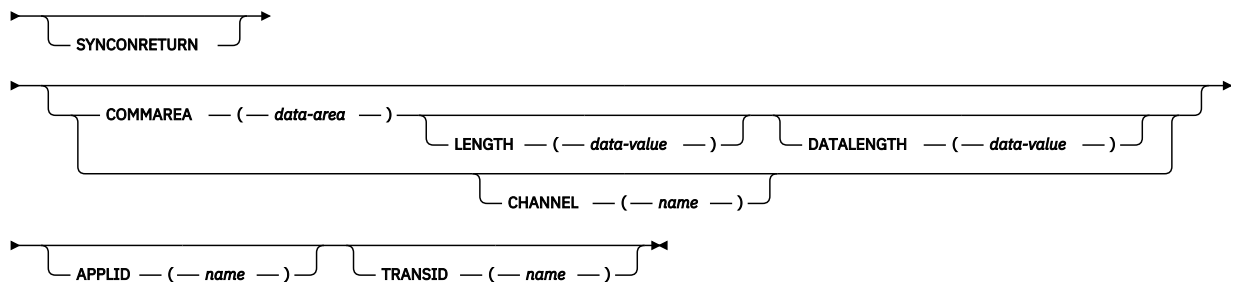 SYNCONRETURN
COMMAREA ( data-area )
LENGTH ( data-value ) DATALENGTH ( data-value )
CHANNEL ( name )
APPLID ( name ) TRANSID ( name )